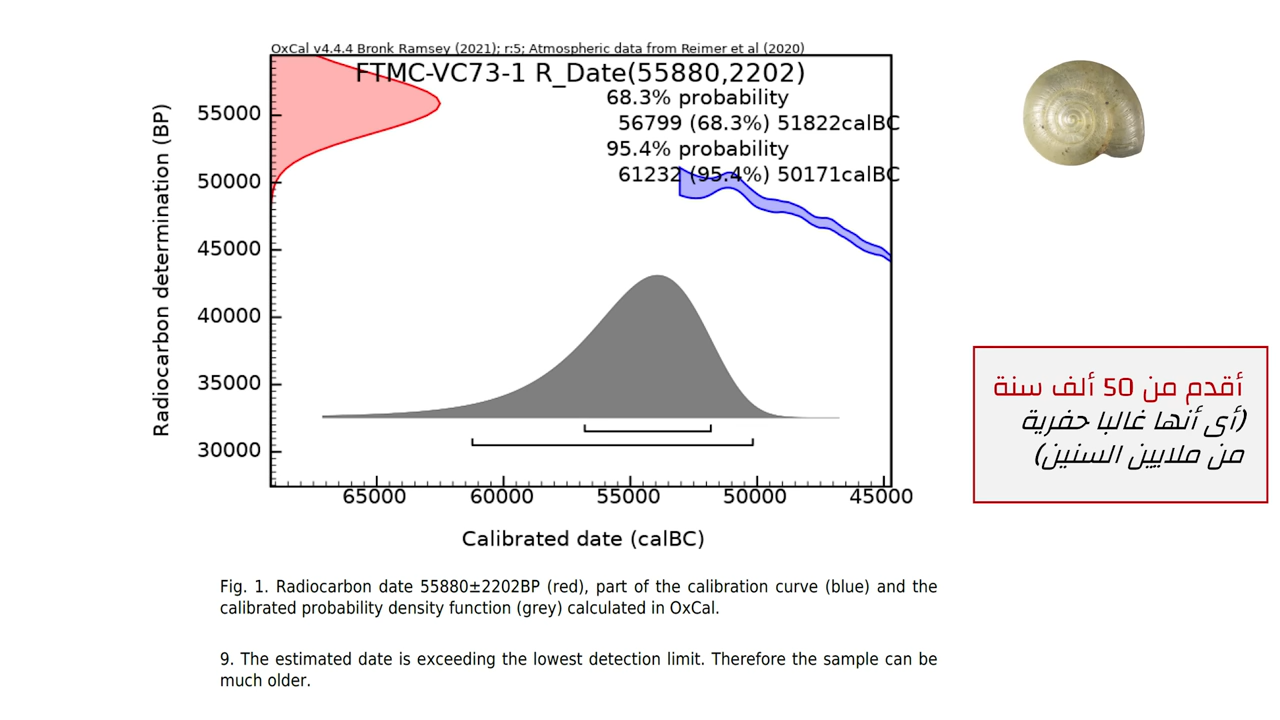 OxCal v4.4.4 Bronk Ramsey (2021); r:5; Atmospheric data from Reimer et al (2020)
FTMC-VC73-1 R_Date(55880,2202)
68.3% probability
56799 (68.3%) 51822calBC
95.4% probability
61232 (95.4%) 50171calBC
Radiocarbon determination (BP)
55000
50000
45000
40000
35000
30000
65000 60000 55000 50000 45000
Calibrated date (calBC)
أقدم من 50 ألف سنة
(أى أنها غالبا حفرية
من ملايين السنين)
Fig. 1. Radiocarbon date 55880±2202BP (red), part of the calibration curve (blue) and the
calibrated probability density function (grey) calculated in OxCal.
9. The estimated date is exceeding the lowest detection limit. Therefore the sample can be
much older.